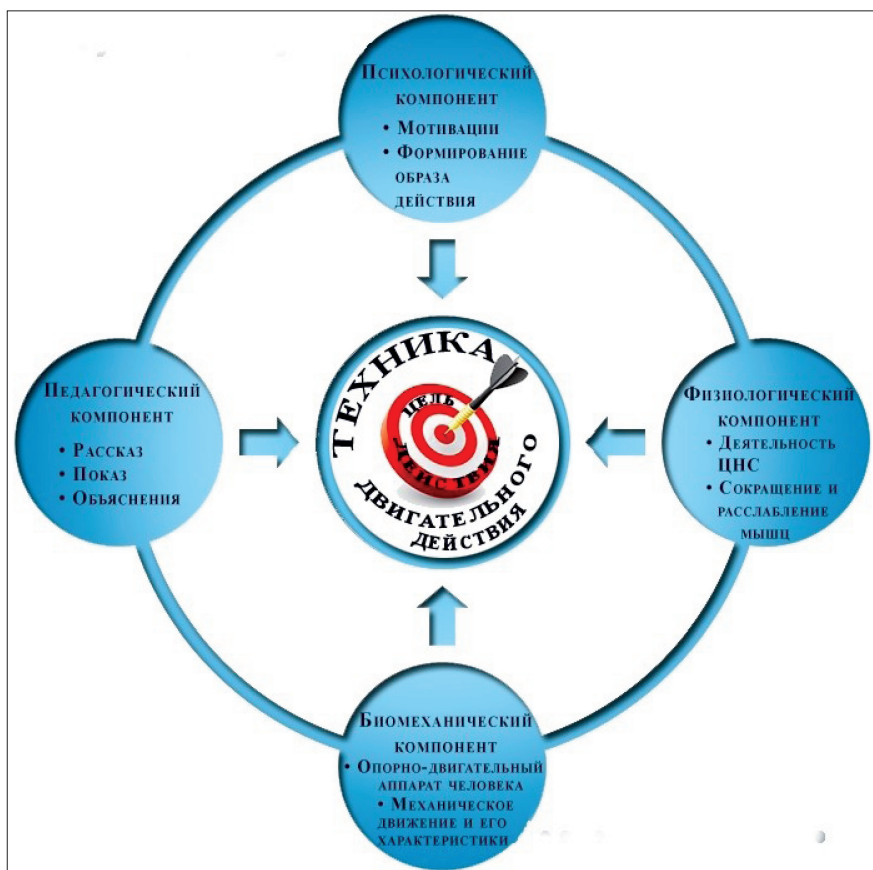 Психологический
компонент
• Мотивации
• Формирование
образа
действия
Педагогический
компонент
• Рассказ
• Показ
• Объяснения
ТЕХНИКА
ЦЕЛЬ
ДЕЙСТВИЯ
ДВИГАТЕЛЬНОГО
ДЕЙСТВИЯ
Физиологический
компонент
• Деятельность
ЦНС
• Сокращение и
расслабление
мышц
Биомеханический
компонент
• Опорно-двигательный
аппарат человека
• Механическое
движение и его
характеристики